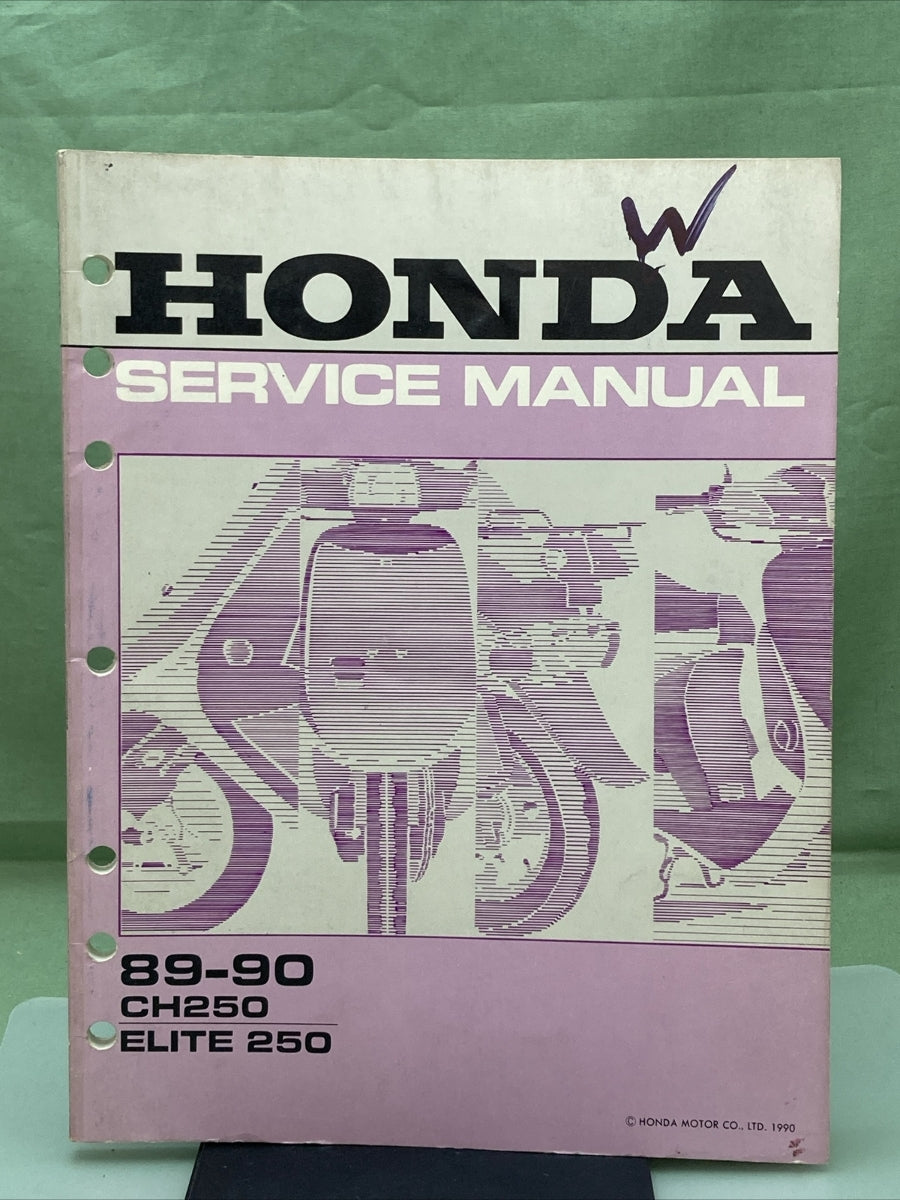 W
HONDA
SERVICE MANUAL
89-90
CH250
ELITE 250
© HONDA MOTOR CO., LTD. 1990